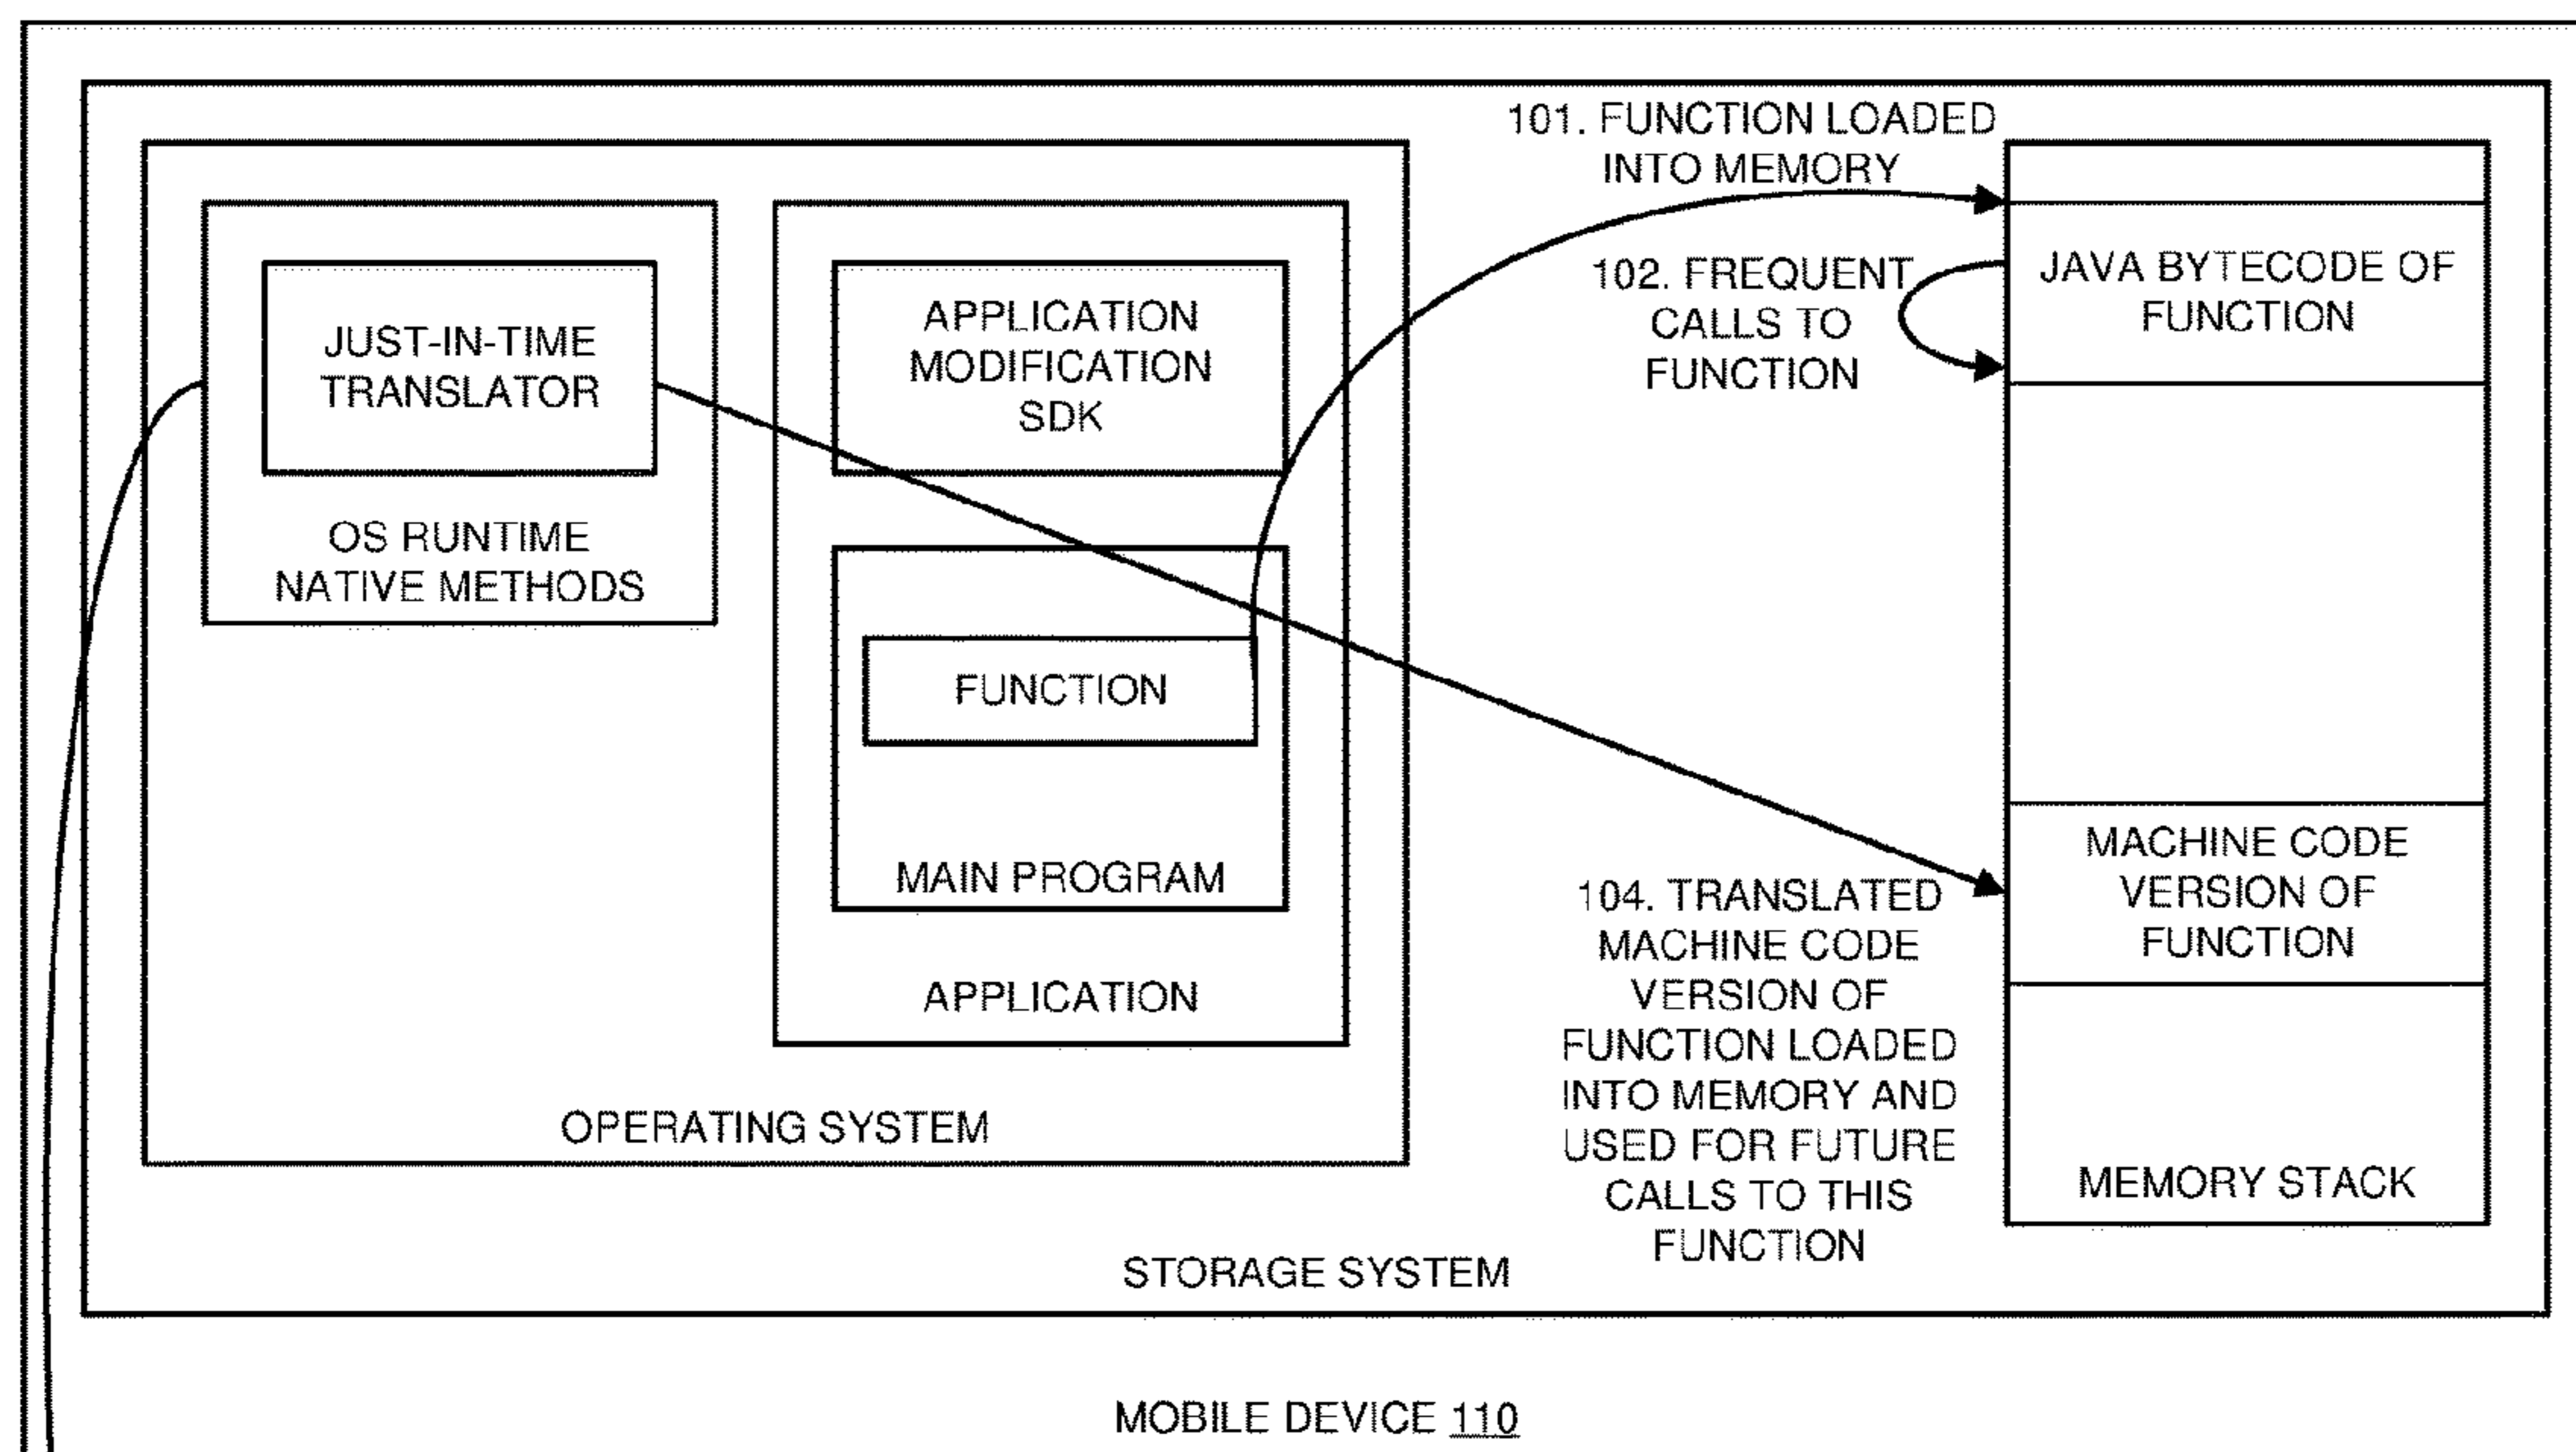 101. FUNCTION LOADED
INTO MEMORY
102. FREQUENT
CALLS TO
FUNCTION
JAVA BYTECODE OF
FUNCTION
JUST-IN-TIME
TRANSLATOR
OS RUNTIME
NATIVE METHODS
APPLICATION
MODIFICATION
SDK
FUNCTION
MAIN PROGRAM
APPLICATION
OPERATING SYSTEM
104. TRANSLATED
MACHINE CODE
VERSION OF
FUNCTION LOADED
INTO MEMORY AND
USED FOR FUTURE
CALLS TO THIS
FUNCTION
MACHINE CODE
VERSION OF
FUNCTION
MEMORY STACK
STORAGE SYSTEM
MOBILE DEVICE 110